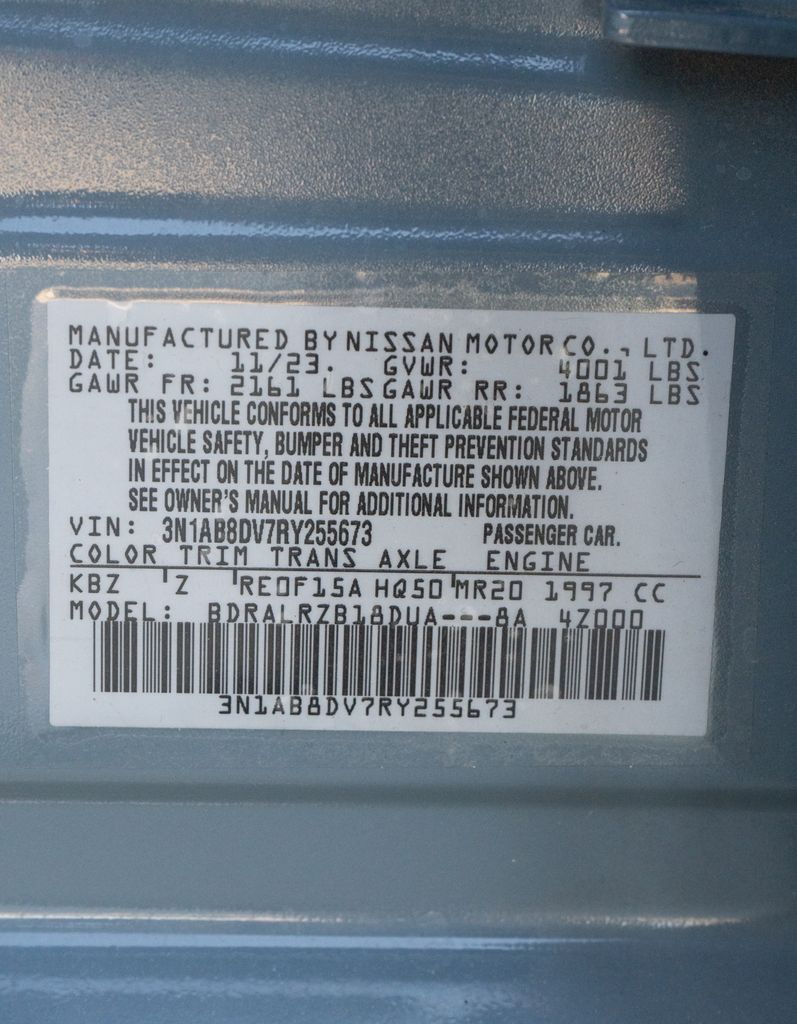 MANUFACTURED BY NISSAN MOTOR CO., LTD.
DATE: 11/23. GVWR: 4001 LBS
GAWR FR: 2161 LBS GAWR RR: 1863 LBS
THIS VEHICLE CONFORMS TO ALL APPLICABLE FEDERAL MOTOR
VEHICLE SAFETY, BUMPER AND THEFT PREVENTION STANDARDS
IN EFFECT ON THE DATE OF MANUFACTURE SHOWN ABOVE.
SEE OWNER'S MANUAL FOR ADDITIONAL INFORMATION.
VIN: 3N1AB8DV7RY255673 PASSENGER CAR.
COLOR TRIM TRANS AXLE ENGINE
KBZ Z RE0F15A HQ50 MR20 1997 CC
MODEL: BDRALRZB18DUA---8A 4Z000
3N1AB8DV7RY255673